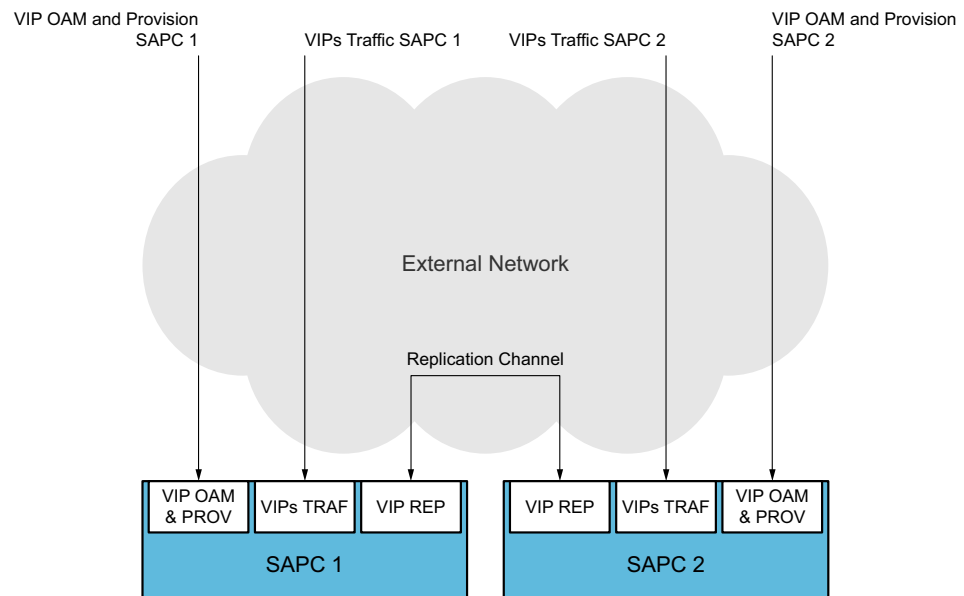 VIP OAM and Provision
SAPC 1
VIPs Traffic SAPC 1
VIPs Traffic SAPC 2
VIP OAM and Provision
SAPC 2
External Network
Replication Channel
VIP OAM
& PROV
VIPs TRAF
VIP REP
VIP REP
VIPs TRAF
VIP OAM
& PROV
SAPC 1
SAPC 2